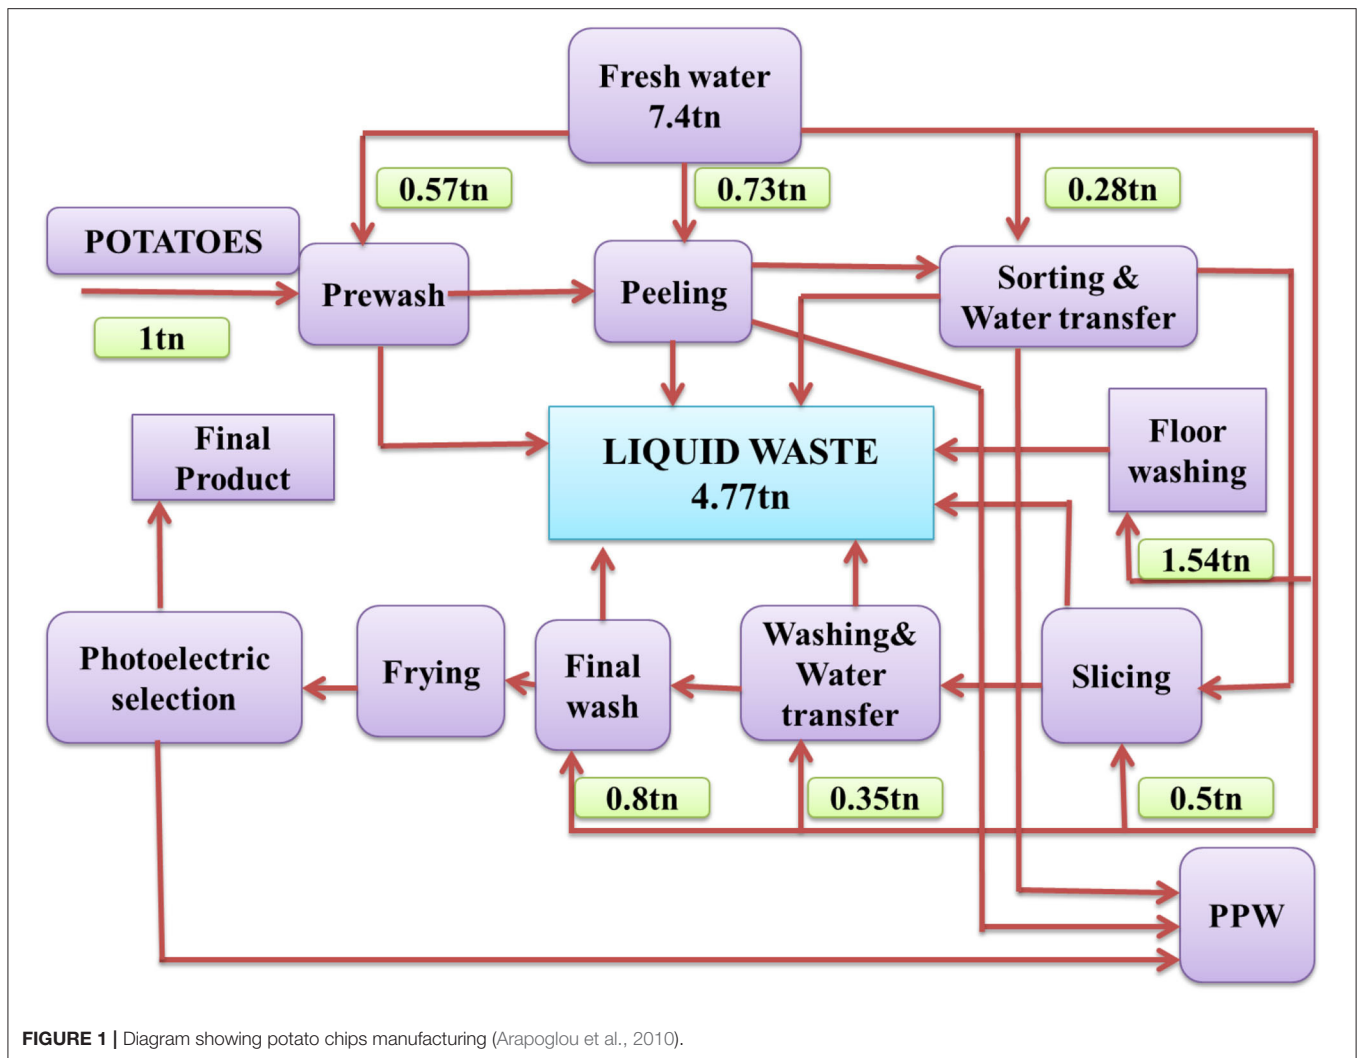 Fresh water
7.4tn
0.57tn
0.73tn
0.28tn
POTATOES
Prewash
Peeling
Sorting &
Water transfer
1tn
Final
Product
LIQUID WASTE
4.77tn
Floor
washing
1.54tn
Photoelectric
selection
Frying
Final
wash
Washing&
Water
transfer
Slicing
0.8tn
0.35tn
0.5tn
PPW
FIGURE 1 | Diagram showing potato chips manufacturing (Arapoglou et al., 2010).